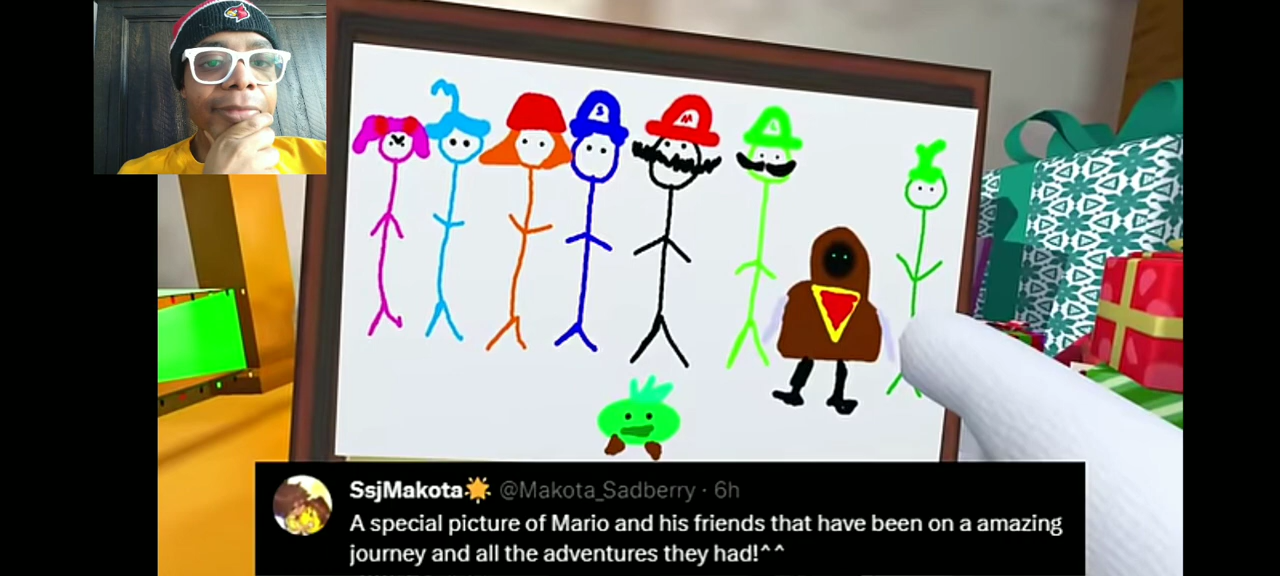 S
M
SsjMakota @Makota_Sadberry · 6h
A special picture of Mario and his friends that have been on a amazing
journey and all the adventures they had!^^